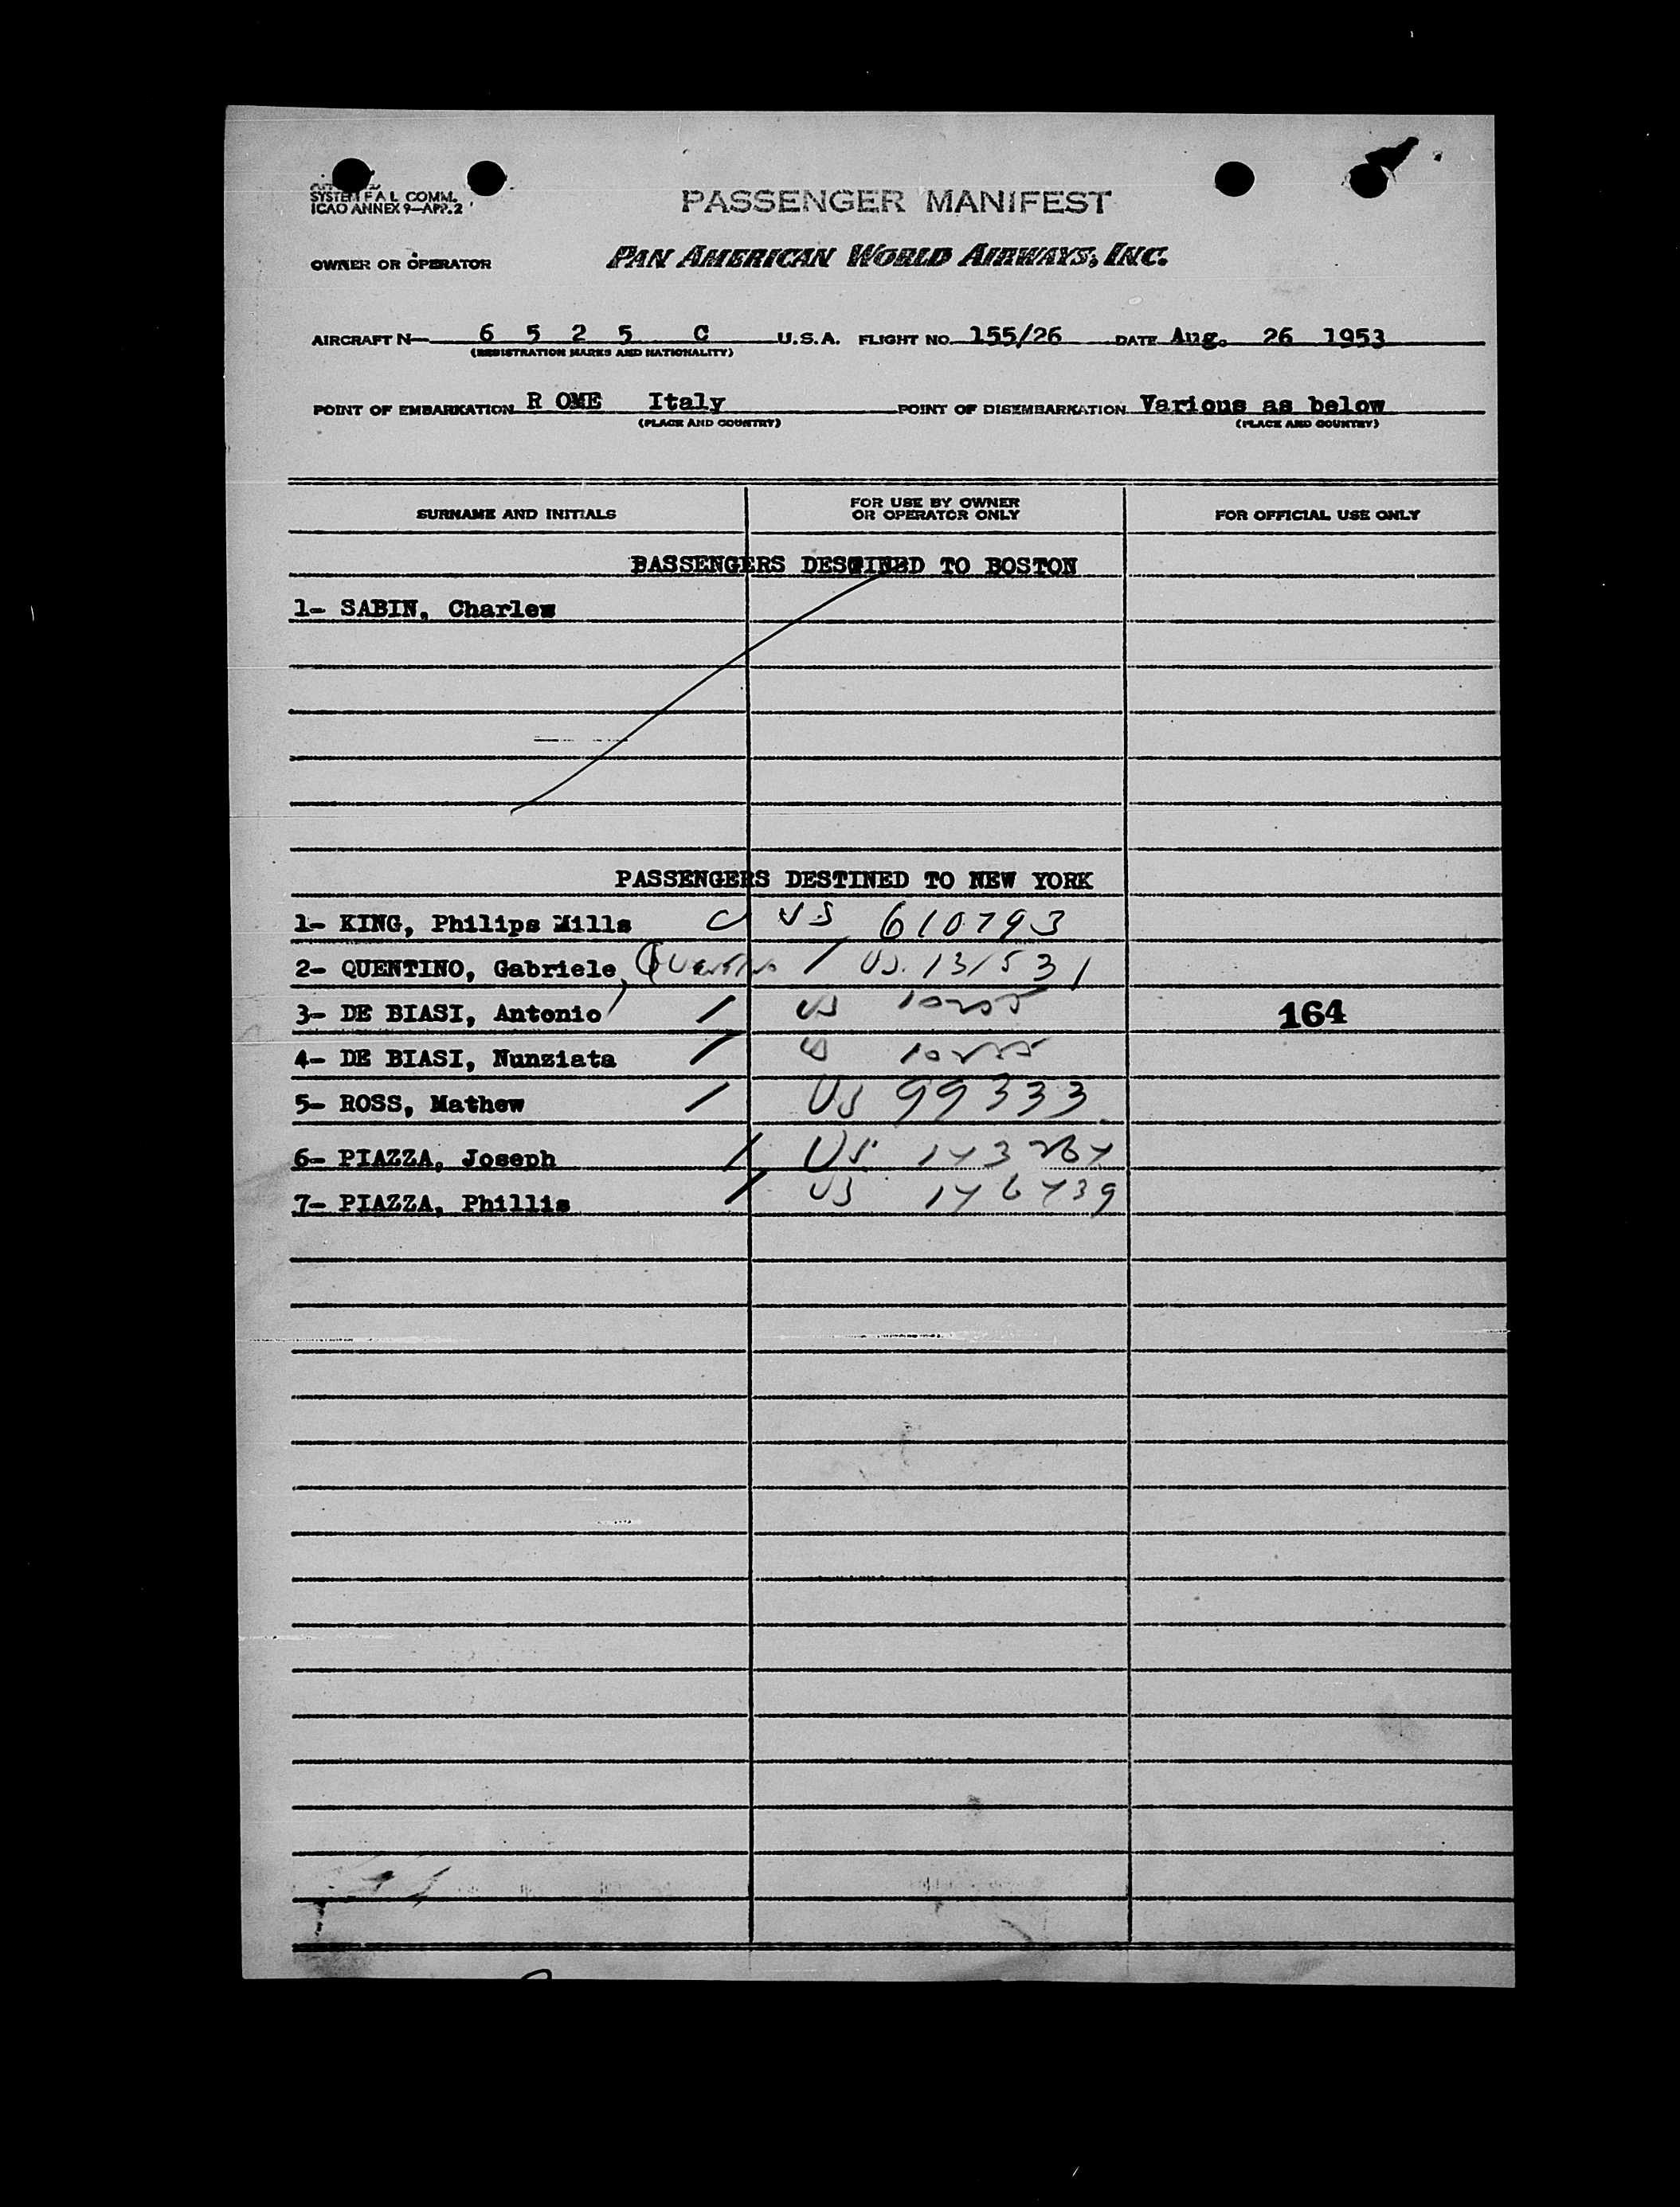 SYSTEM F A L COMM.
ICAO ANNEX 9—APP. 2
PASSENGER MANIFEST
OWNER OR OPERATOR PAN AMERICAN WORLD AIRWAYS, INC.
AIRCRAFT N— 6 5 2 5 C U.S.A. FLIGHT NO. 155/26 DATE Aug. 26 1953
(REGISTRATION MARKS AND NATIONALITY)
POINT OF EMBARKATION R OME Italy POINT OF DISEMBARKATION Various as below
(PLACE AND COUNTRY) (PLACE AND COUNTRY)
SURNAME AND INITIALS FOR USE BY OWNER OR OPERATOR ONLY FOR OFFICIAL USE ONLY
PASSENGERS DESTINED TO BOSTON
1- SABIN, Charles
PASSENGERS DESTINED TO NEW YORK
1- KING, Philips Mills US 610793
2- QUENTINO, Gabriele US. 131531
3- DE BIASI, Antonio US 164
4- DE BIASI, Nunziata
5- ROSS, Mathew US 99333
6- PIAZZA, Joseph US
7- PIAZZA, Phillis US 146439